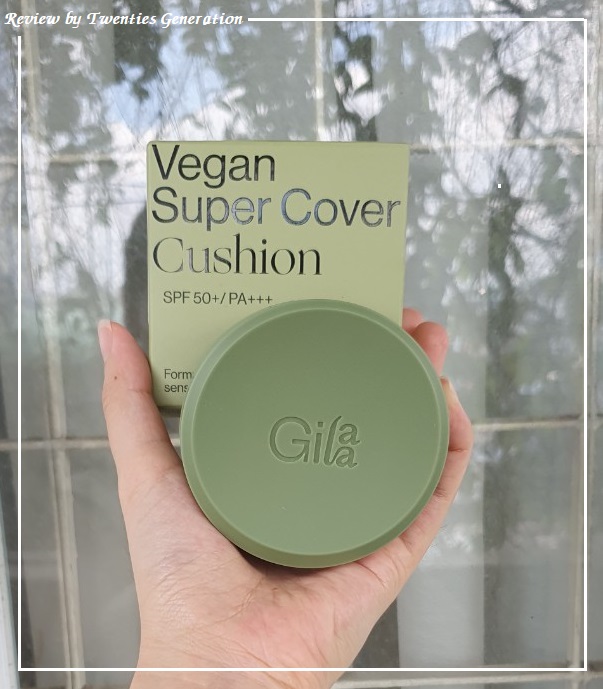 Review by Twenties Generation
Vegan
Super Cover
Cushion
SPF 50+/PA+++
Gilaa